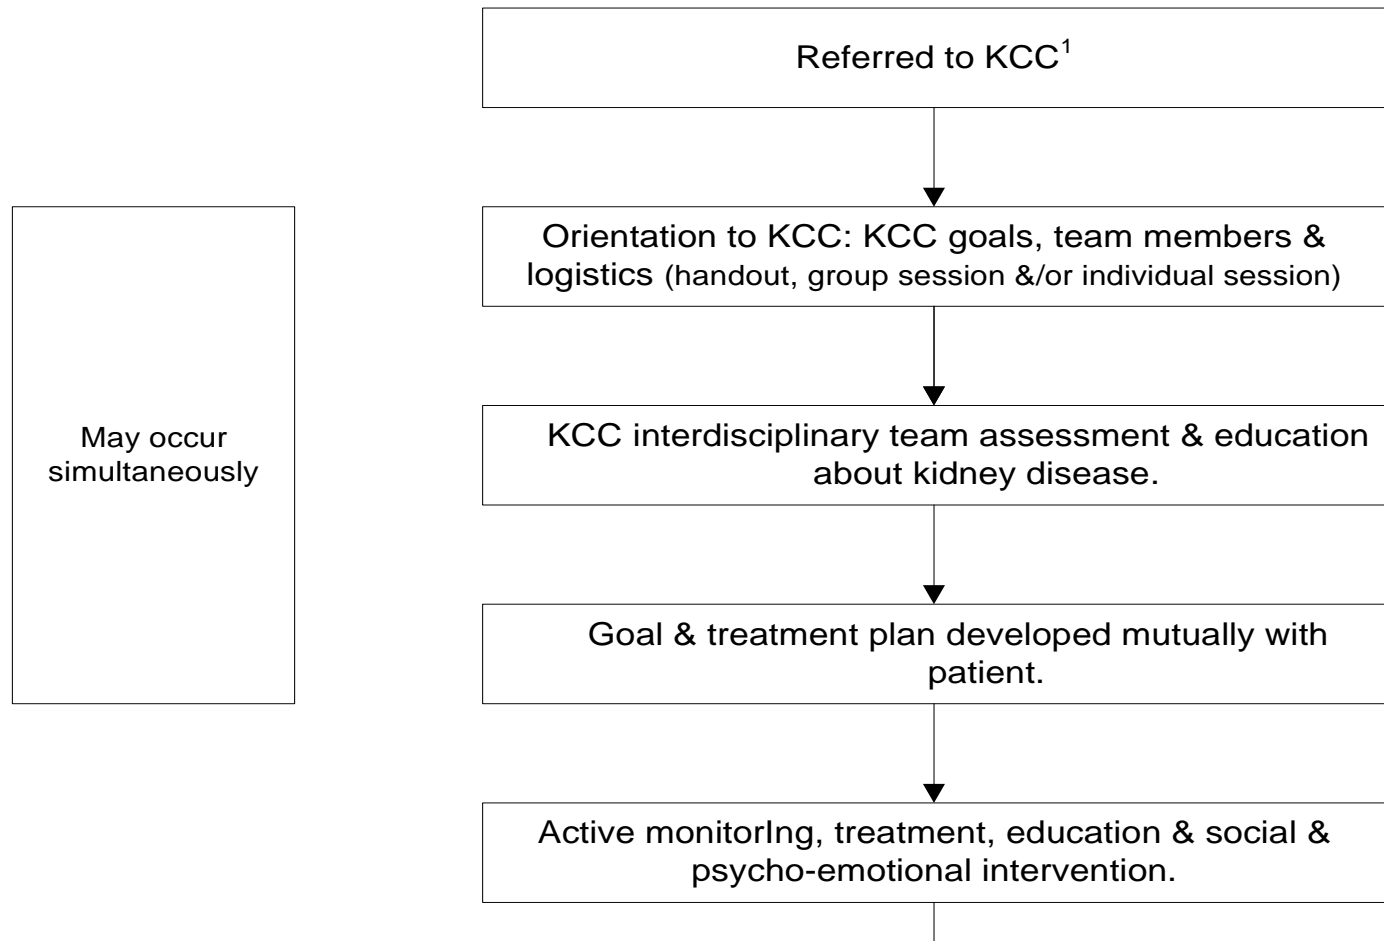 Referred to KCC¹
Orientation to KCC: KCC goals, team members &
logistics (handout, group session &/or individual session)
May occur
simultaneously
KCC interdisciplinary team assessment & education
about kidney disease.
Goal & treatment plan developed mutually with
patient.
Active monitorIng, treatment, education & social &
psycho-emotional intervention.